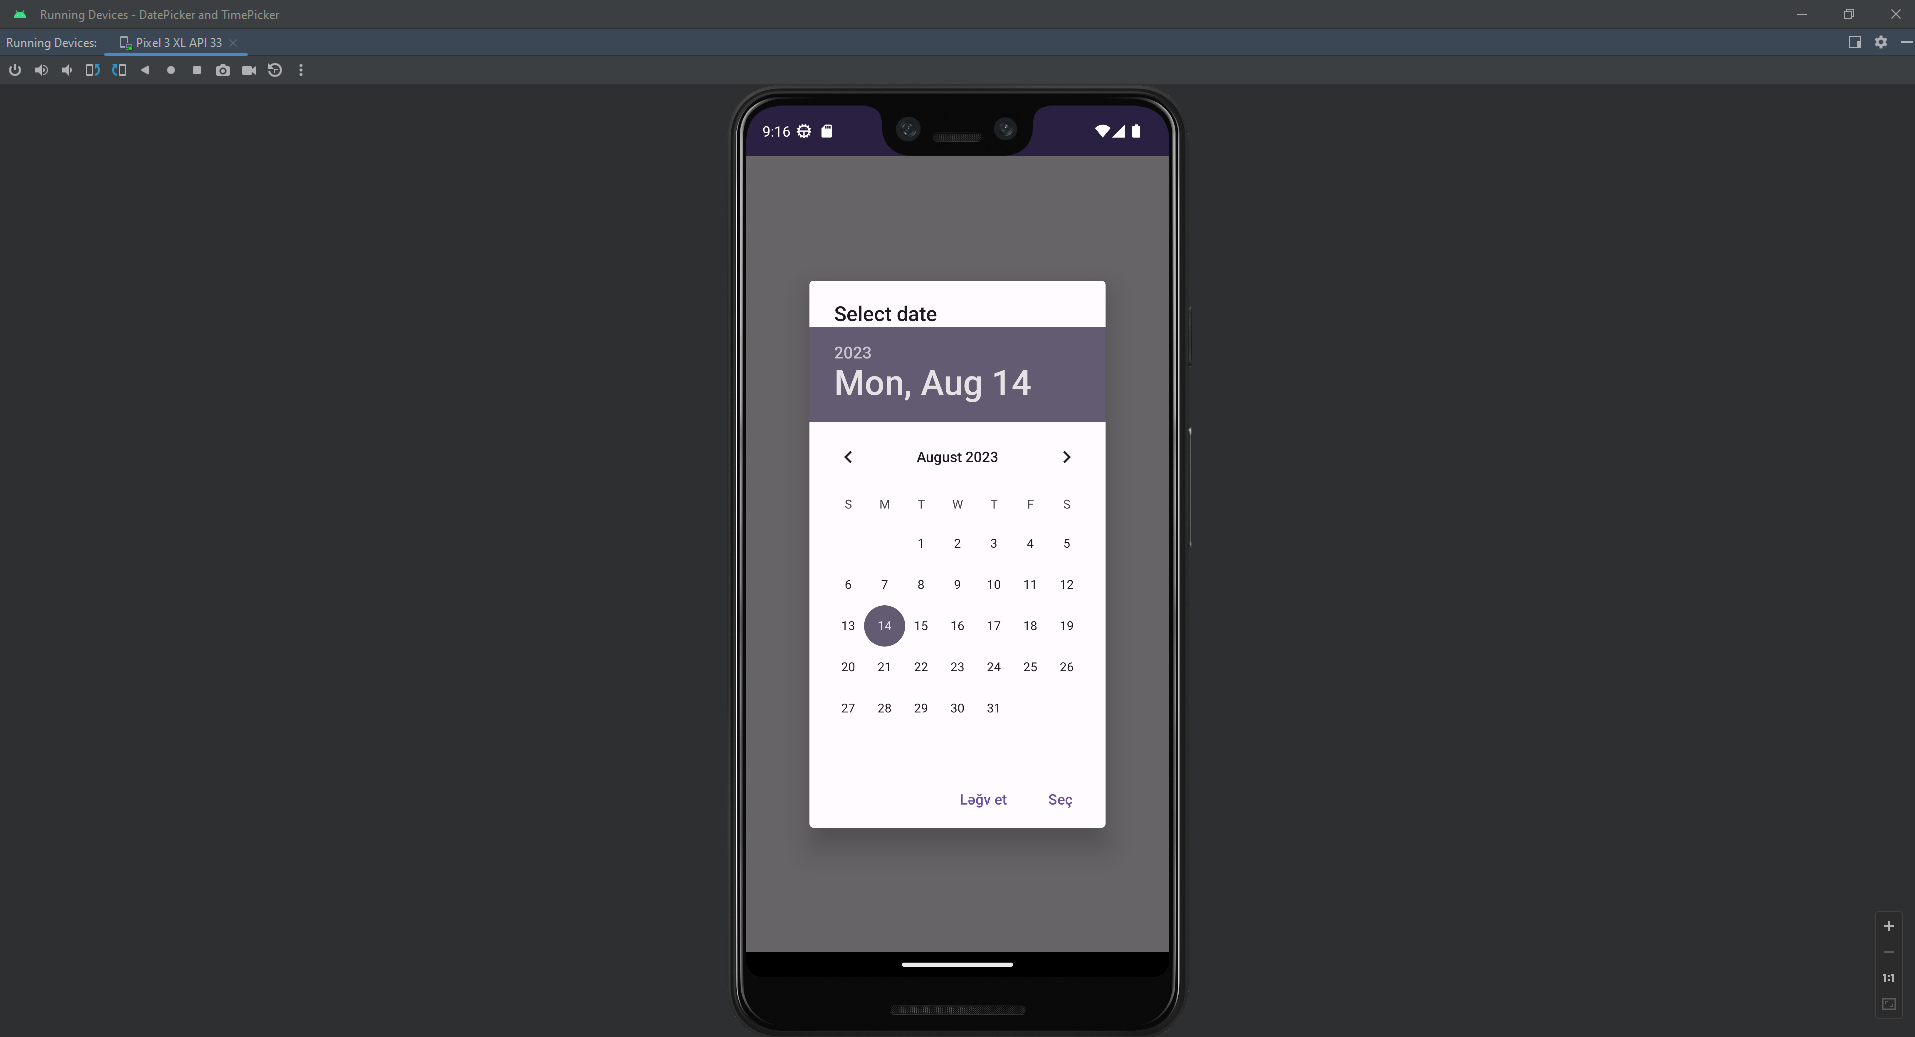 Running Devices - DatePicker and TimePicker
Running Devices: Pixel 3 XL API 33
9:16
Select date
2023
Mon, Aug 14
August 2023
S M T W T F S
1 2 3 4 5
6 7 8 9 10 11 12
13 14 15 16 17 18 19
20 21 22 23 24 25 26
27 28 29 30 31
Ləğv et Seç
1:1